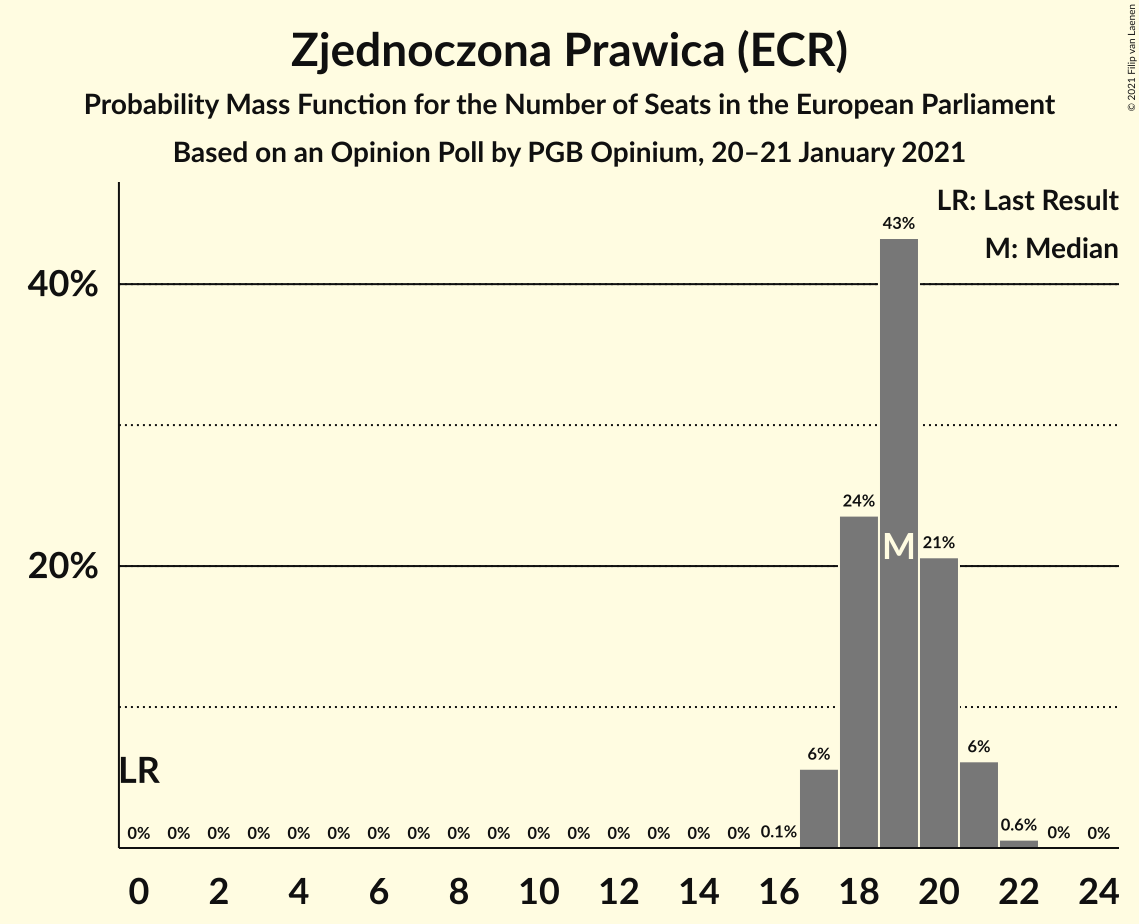 Zjednoczona Prawica (ECR)
Probability Mass Function for the Number of Seats in the European Parliament
Based on an Opinion Poll by PGB Opinium, 20–21 January 2021
© 2021 Filip van Laenen
LR: Last Result
M: Median
43%
40%
24%
M
21%
20%
6%
6%
LR
0% 0% 0% 0% 0% 0% 0% 0% 0% 0% 0% 0% 0% 0% 0% 0% 0.1% 0.6% 0% 0%
0 2 4 6 8 10 12 14 16 18 20 22 24